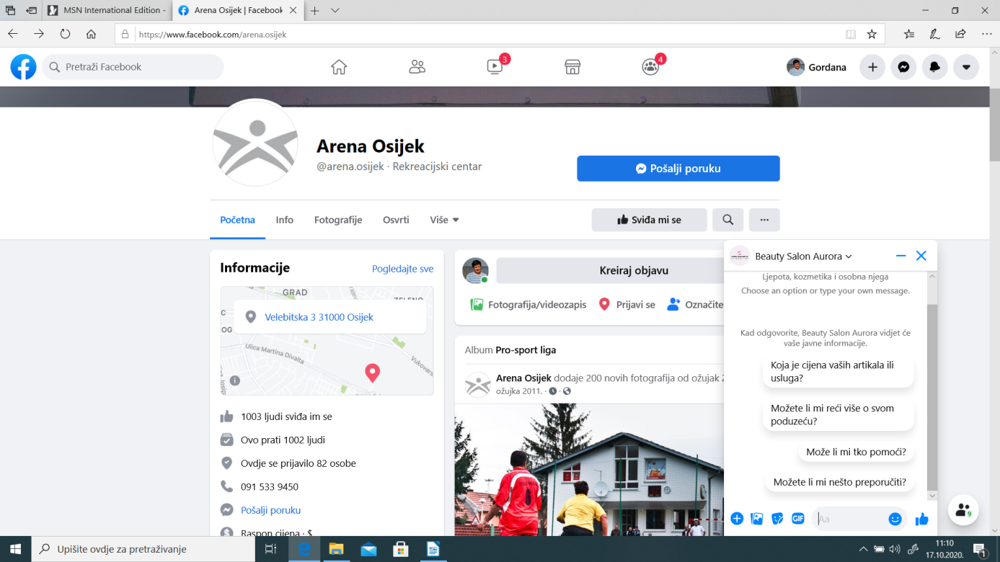 MSN International Edition -
Arena Osijek | Facebook
https://www.facebook.com/arena.osijek
Pretraži Facebook
3
4
Gordana
Arena Osijek
@arena.osijek · Rekreacijski centar
Pošalji poruku
Početna
Info
Fotografije
Osvrti
Više
Sviđa mi se
Informacije
Pogledajte sve
GRAD
Velebitska 3 31000 Osijek
Ulica Martina Divalta
Vukovars
1003 ljudi sviđa im se
Ovo prati 1002 ljudi
Ovdje se prijavilo 82 osobe
091 533 9450
Pošalji poruku
Raspon cijena · $
Kreiraj objavu
Fotografija/videozapis
Prijavi se
Označite
Album Pro-sport liga
Arena Osijek dodaje 200 novih fotografija od ožujak 2
ožujka 2011. ·
Beauty Salon Aurora
Ljepota, kozmetika i osobna njega
Choose an option or type your own message.
Kad odgovorite, Beauty Salon Aurora vidjet će
vaše javne informacije.
Koja je cijena vaših artikala ili
usluga?
Možete li mi reći više o svom
poduzeću?
Može li mi tko pomoći?
Možete li mi nešto preporučiti?
GIF
Aa
9
Upišite ovdje za pretraživanje
11:10
17.10.2020.
1